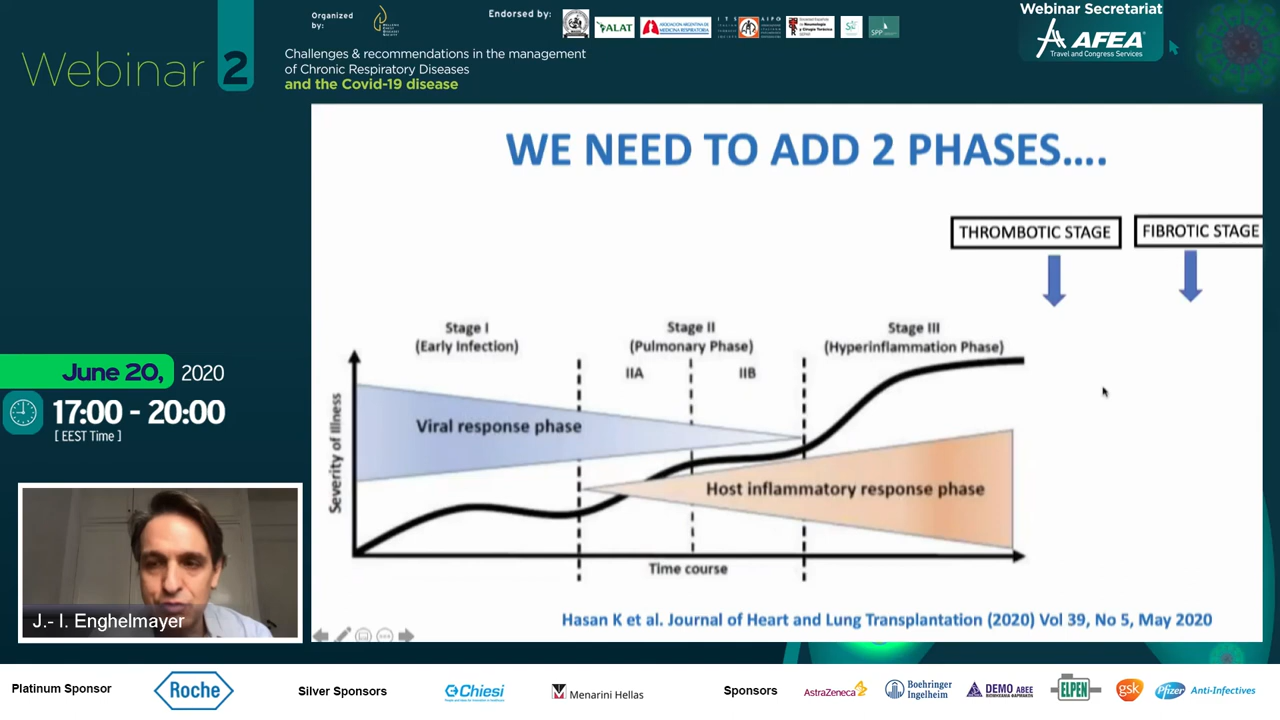 Webinar 2
Organized
by:
Endorsed by:
ALAT
ASOCIACION ARGENTINA DE
MEDICINA RESPIRATORIA
AIPO
SPP
Challenges & recommendations in the management
of Chronic Respiratory Diseases
and the Covid-19 disease
Webinar Secretariat
AFEA
Travel and Congress Services
WE NEED TO ADD 2 PHASES....
THROMBOTIC STAGE
FIBROTIC STAGE
Stage I
(Early Infection)
Stage II
(Pulmonary Phase)
IIA
IIB
Stage III
(Hyperinflammation Phase)
Severity of Illness
Viral response phase
Host inflammatory response phase
Time course
Hasan K et al. Journal of Heart and Lung Transplantation (2020) Vol 39, No 5, May 2020
June 20, 2020
17:00 - 20:00
[ EEST Time ]
J.- I. Enghelmayer
Platinum Sponsor
Roche
Silver Sponsors
Chiesi
Menarini Hellas
Sponsors
AstraZeneca
Boehringer
Ingelheim
DEMO ABEE
ELPEN
gsk
Pfizer Anti-Infectives